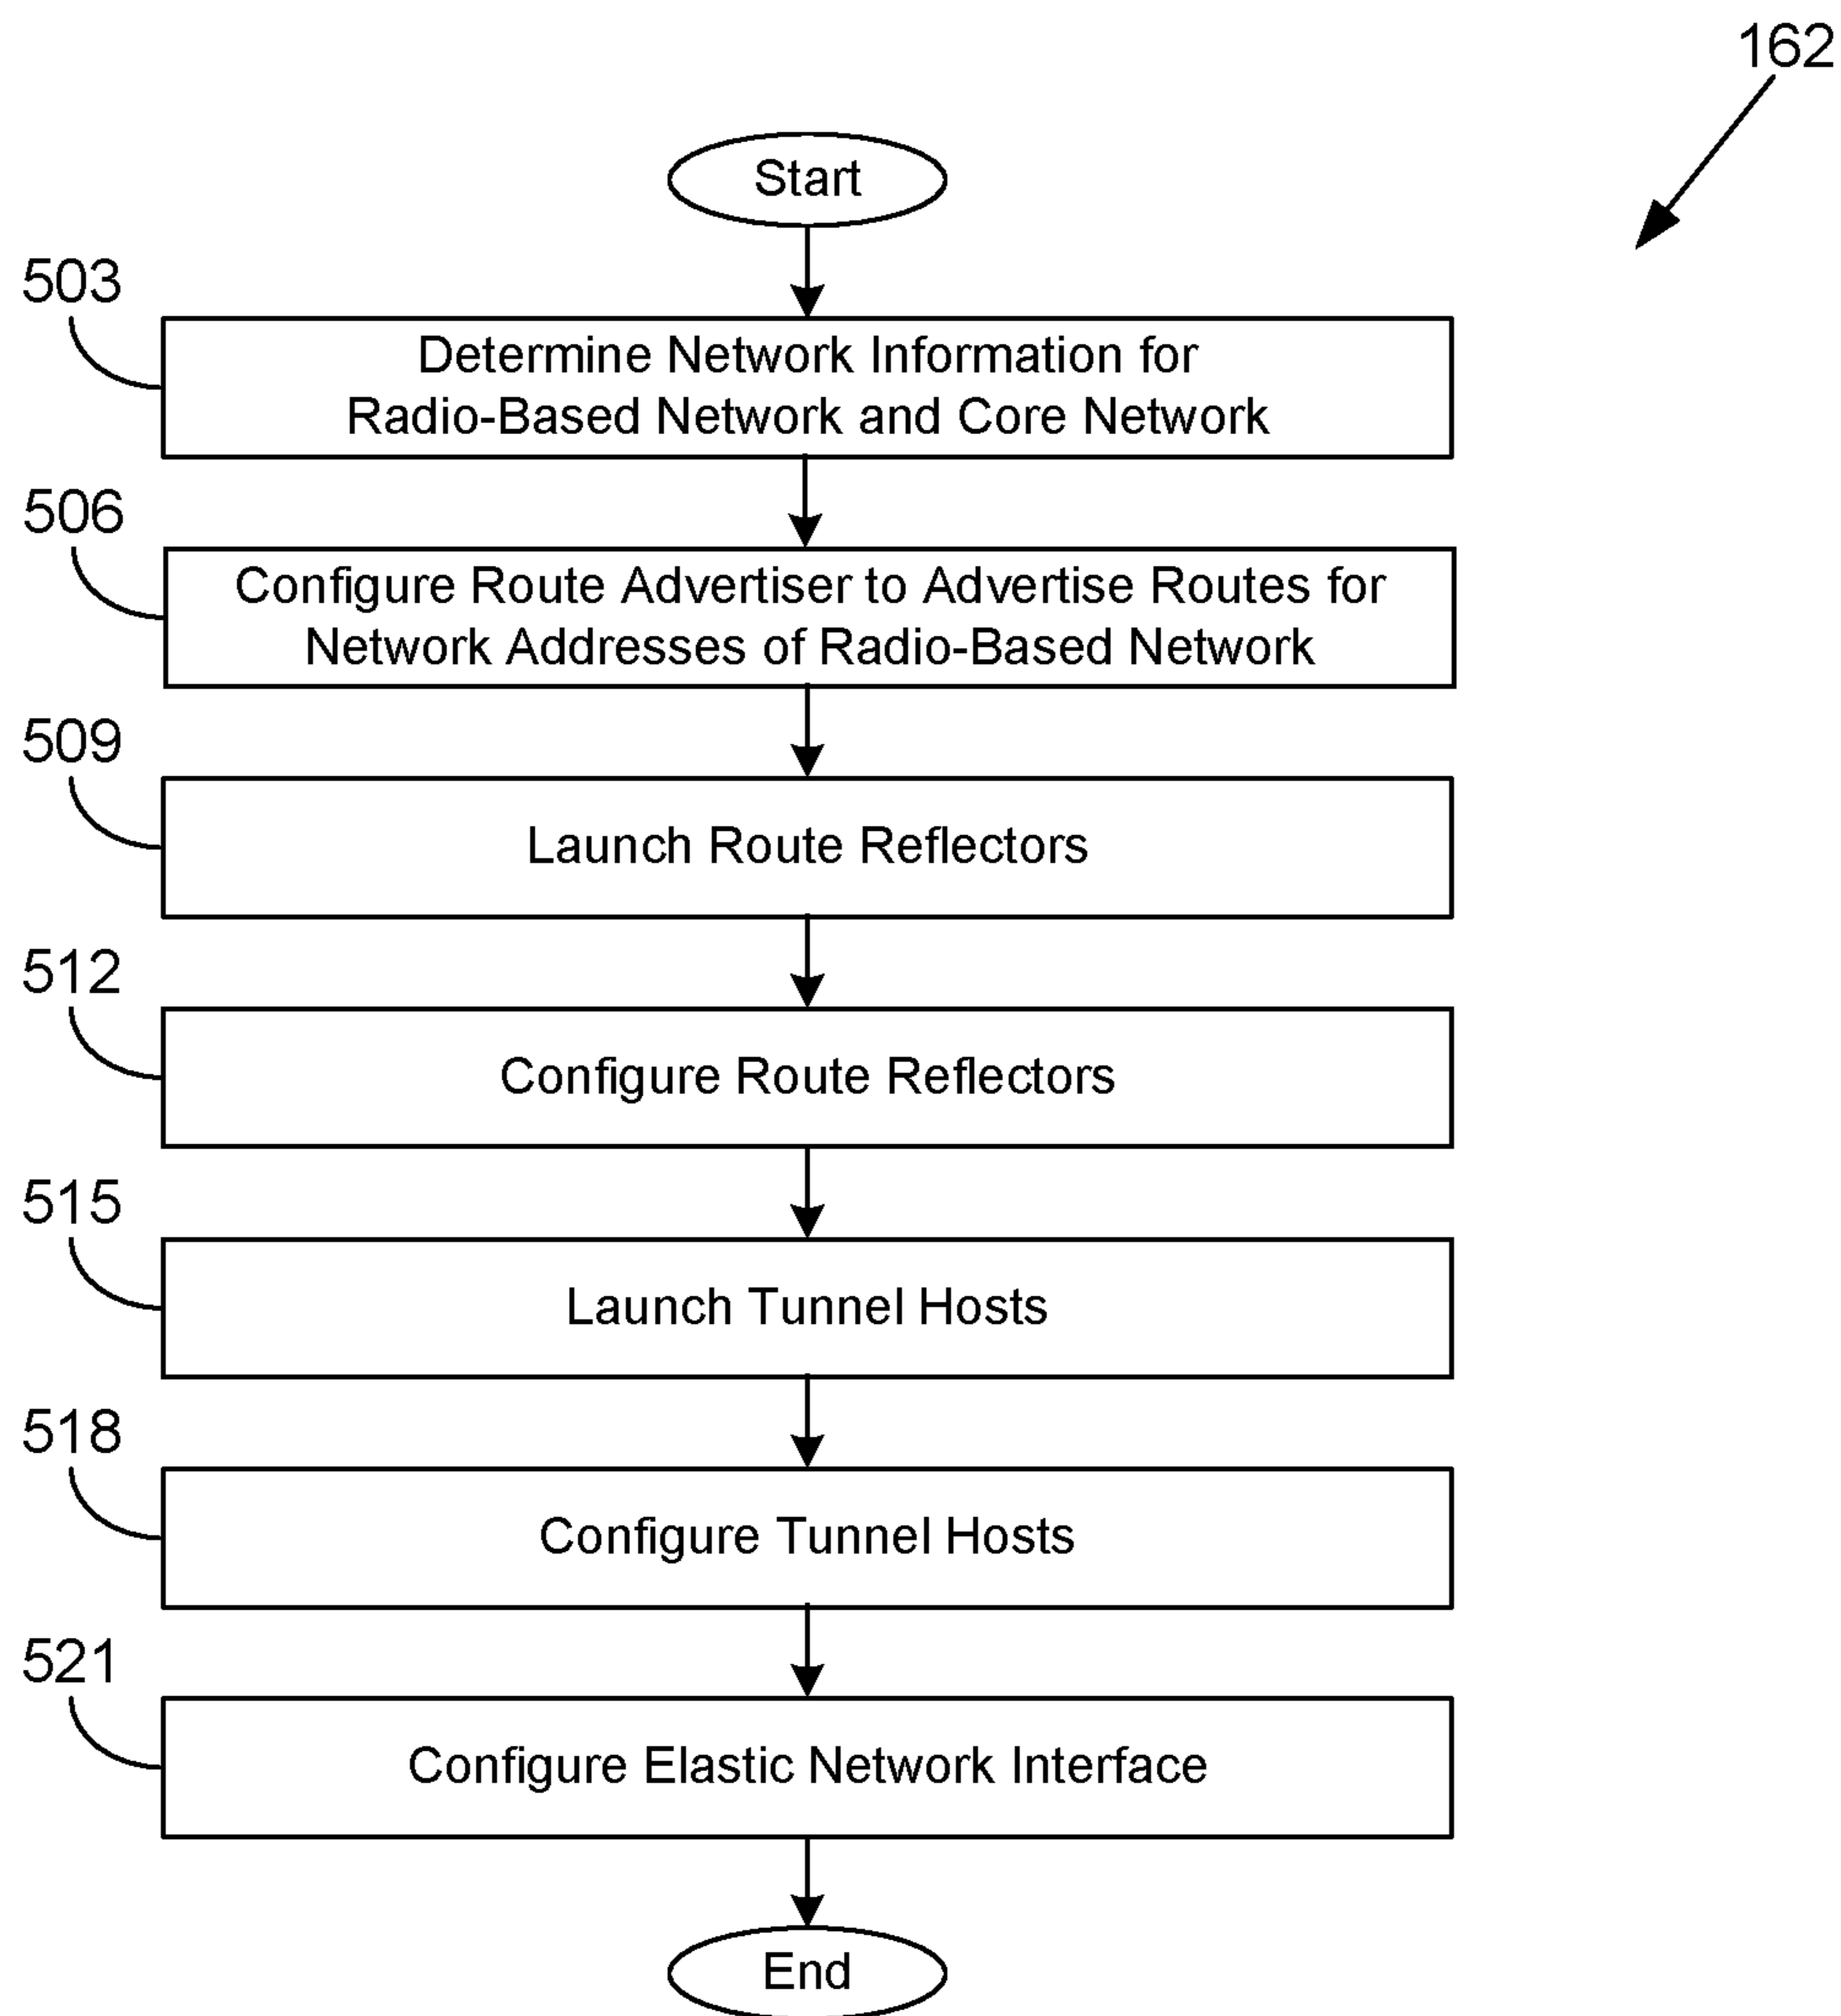 162
Start
503
Determine Network Information for
Radio-Based Network and Core Network
506
Configure Route Advertiser to Advertise Routes for
Network Addresses of Radio-Based Network
509
Launch Route Reflectors
512
Configure Route Reflectors
515
Launch Tunnel Hosts
518
Configure Tunnel Hosts
521
Configure Elastic Network Interface
End